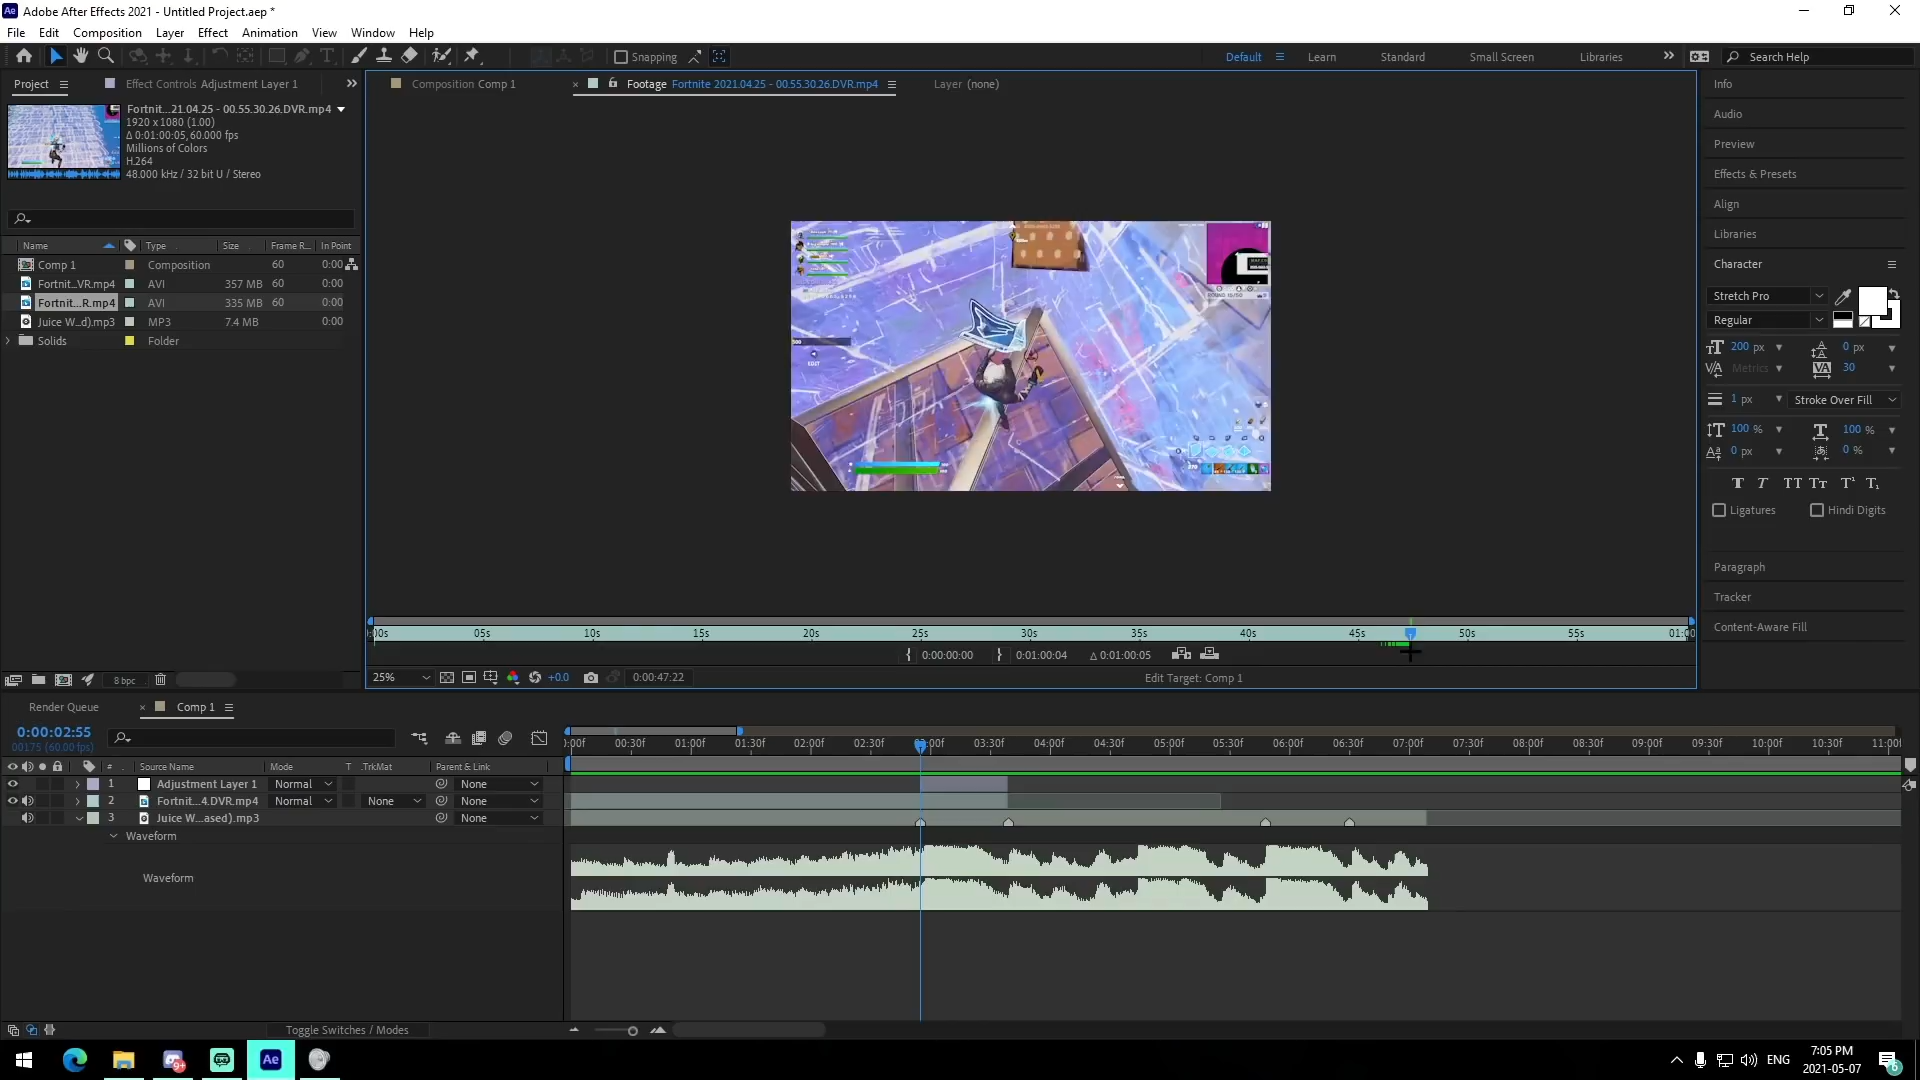 Adobe After Effects 2021 - Untitled Project.aep *
File Edit Composition Layer Effect Animation View Window Help
Snapping
Default Learn Standard Small Screen Libraries
Search Help
Project
Effect Controls Adjustment Layer 1
Composition Comp 1
Footage Fortnite 2021.04.25 - 00.55.30.26.DVR.mp4
Layer (none)
Fortnit...21.04.25 - 00.55.30.26.DVR.mp4
1920 x 1080 (1.00)
Δ 0:01:00:05, 60.000 fps
Millions of Colors
H.264
48.000 kHz / 32 bit U / Stereo
Name Type Size Frame R... In Point
Comp 1 Composition 60 0:00
Fortnit...VR.mp4 AVI 357 MB 60 0:00
Fortnit...R.mp4 AVI 335 MB 60 0:00
Juice W...d).mp3 MP3 7.4 MB 0:00
Solids Folder
8 bpc
Info
Audio
Preview
Effects & Presets
Align
Libraries
Character
Stretch Pro
Regular
200 px 0 px
Metrics 30
1 px Stroke Over Fill
100 % 100 %
0 px 0 %
Ligatures Hindi Digits
Paragraph
Tracker
Content-Aware Fill
EDIT
:00s 05s 10s 15s 20s 25s 30s 35s 40s 45s 50s 55s 01:00
0:00:00:00 0:01:00:04 Δ 0:01:00:05
25% +0.0 0:00:47:22 Edit Target: Comp 1
Render Queue Comp 1
0:00:02:55
00175 (60.00 fps)
:00f 00:30f 01:00f 01:30f 02:00f 02:30f 03:00f 03:30f 04:00f 04:30f 05:00f 05:30f 06:00f 06:30f 07:00f 07:30f 08:00f 08:30f 09:00f 09:30f 10:00f 10:30f 11:00f
# Source Name Mode T .TrkMat Parent & Link
1 Adjustment Layer 1 Normal None
2 Fortnit...4.DVR.mp4 Normal None None
3 Juice W...ased).mp3 None
Waveform
Waveform
Toggle Switches / Modes
ENG
7:05 PM
2021-05-07